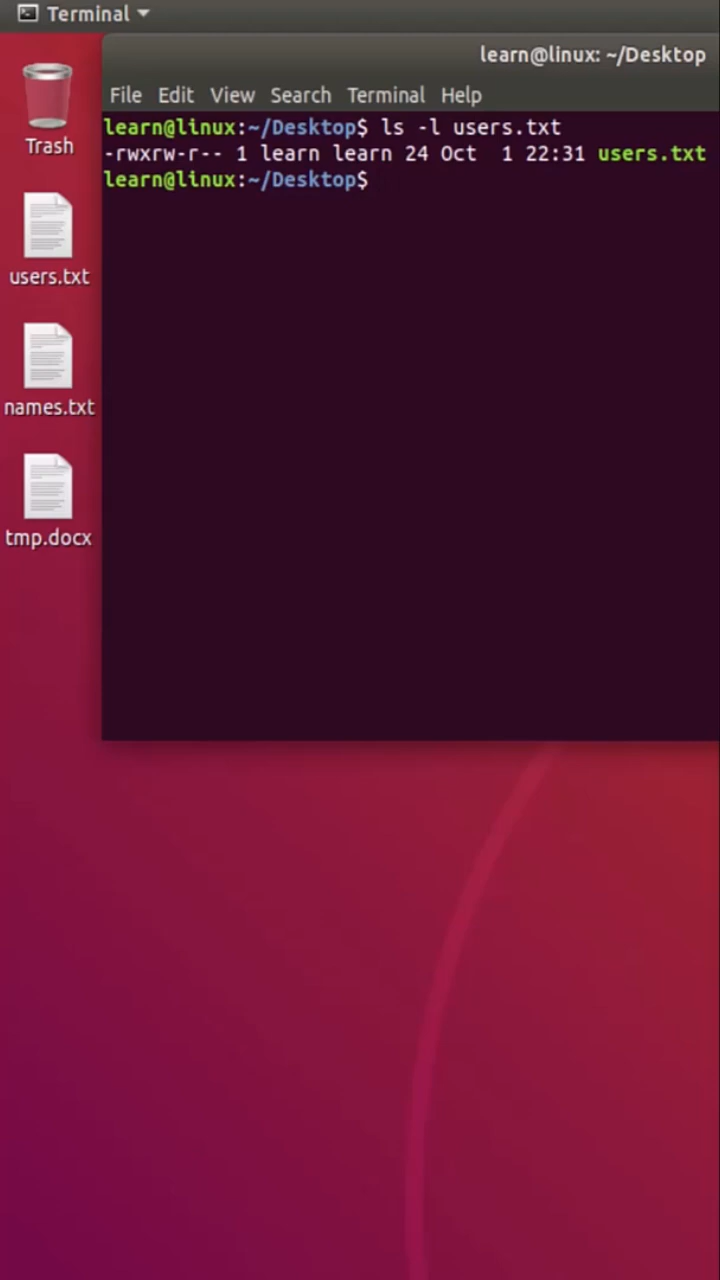 Terminal
learn@linux: ~/Desktop
File Edit View Search Terminal Help
learn@linux:~/Desktop$ ls -l users.txt
-rwxrw-r-- 1 learn learn 24 Oct  1 22:31 users.txt
learn@linux:~/Desktop$
Trash
users.txt
names.txt
tmp.docx